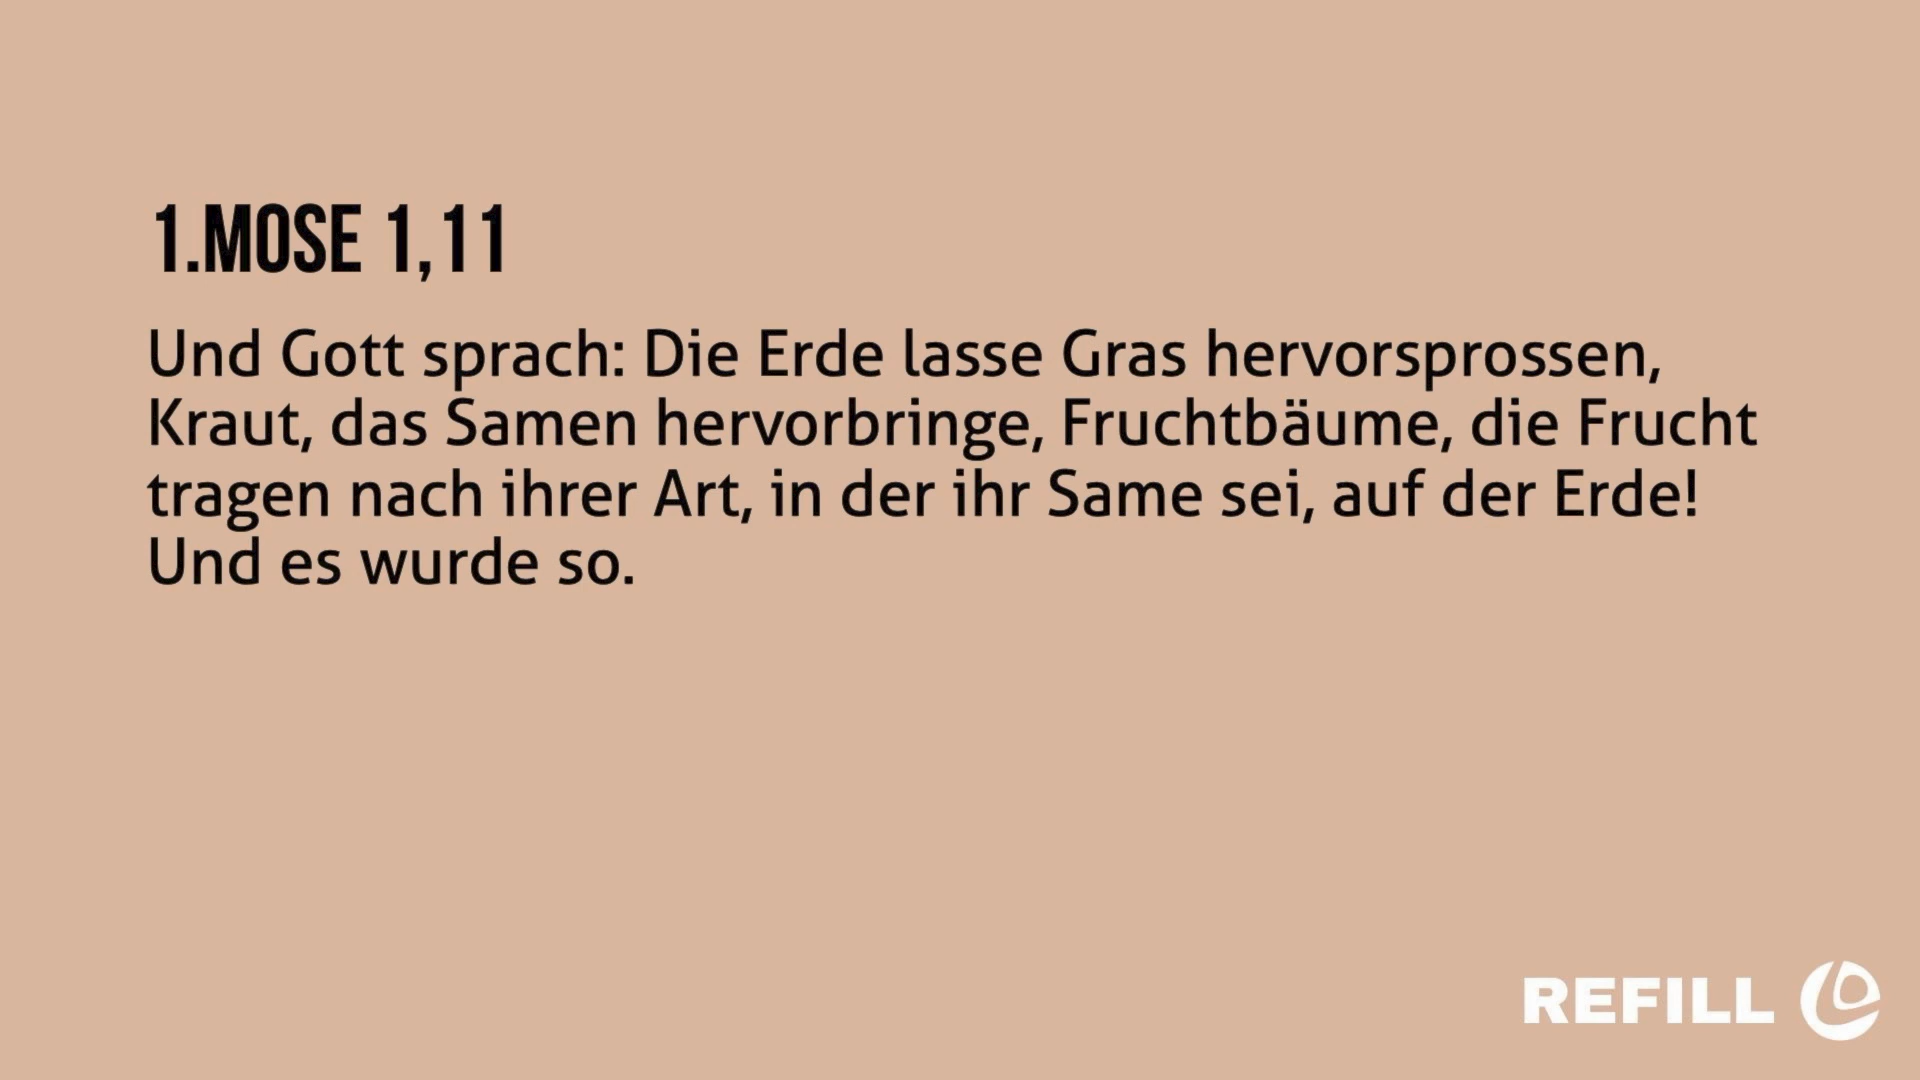 1.MOSE 1,11
Und Gott sprach: Die Erde lasse Gras hervorsprossen,
Kraut, das Samen hervorbringe, Fruchtbäume, die Frucht
tragen nach ihrer Art, in der ihr Same sei, auf der Erde!
Und es wurde so.
REFILL